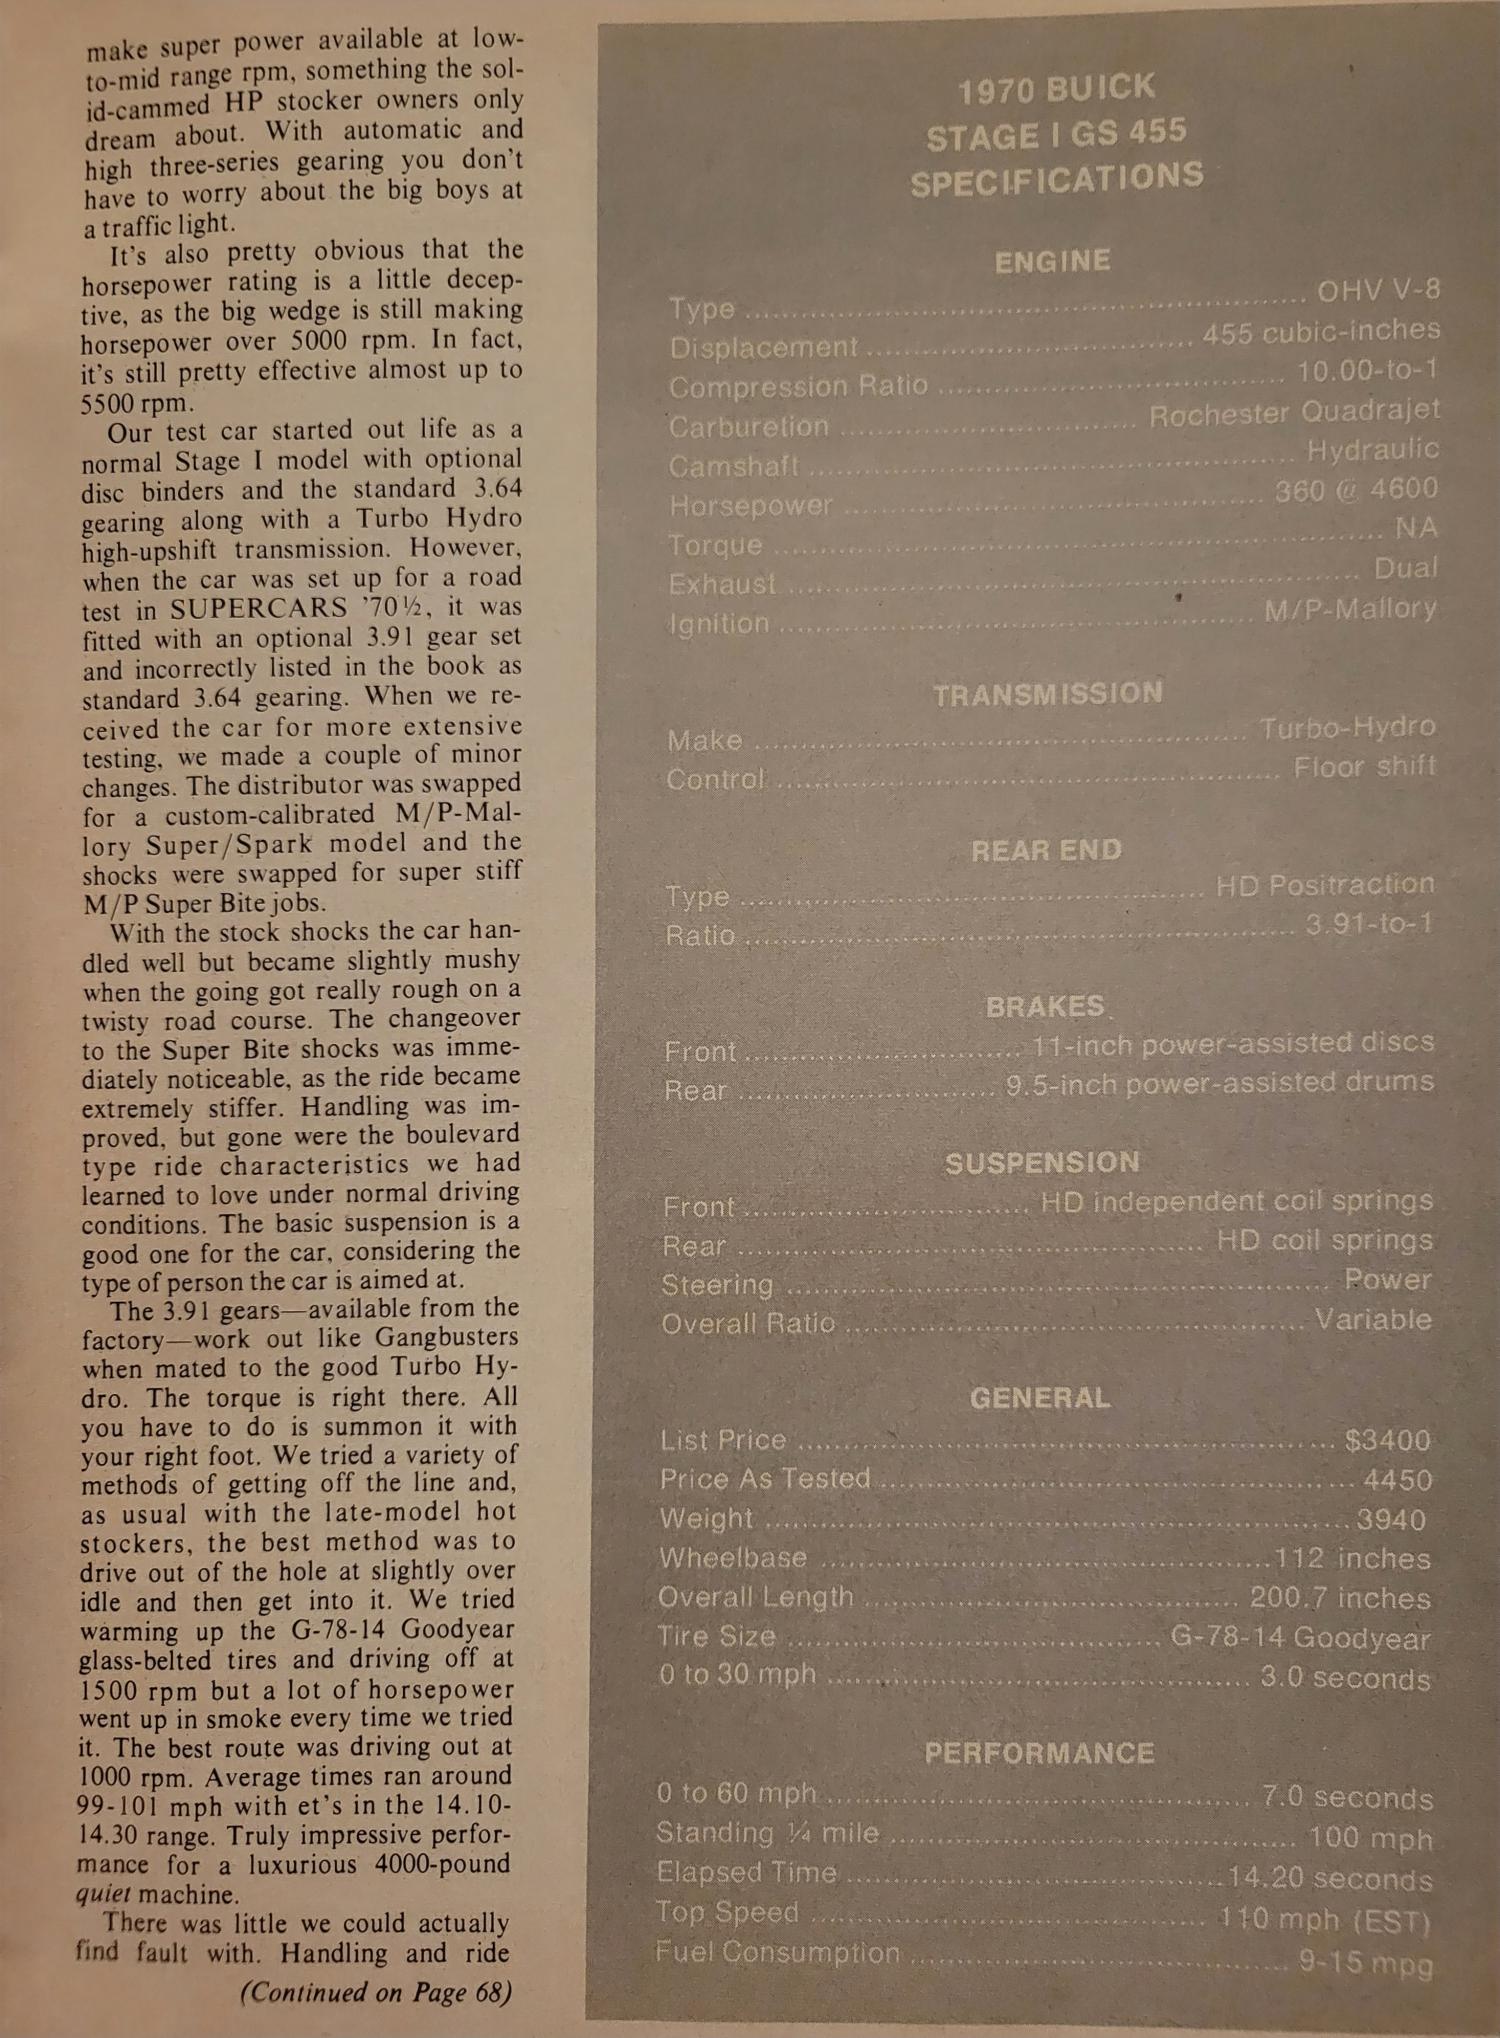 make super power available at low-
to-mid range rpm, something the sol-
id-cammed HP stocker owners only
dream about. With automatic and
high three-series gearing you don't
have to worry about the big boys at
a traffic light.
It's also pretty obvious that the
horsepower rating is a little decep-
tive, as the big wedge is still making
horsepower over 5000 rpm. In fact,
it's still pretty effective almost up to
5500 rpm.
Our test car started out life as a
normal Stage I model with optional
disc binders and the standard 3.64
gearing along with a Turbo Hydro
high-upshift transmission. However,
when the car was set up for a road
test in SUPERCARS '70½, it was
fitted with an optional 3.91 gear set
and incorrectly listed in the book as
standard 3.64 gearing. When we re-
ceived the car for more extensive
testing, we made a couple of minor
changes. The distributor was swapped
for a custom-calibrated M/P-Mal-
lory Super/Spark model and the
shocks were swapped for super stiff
M/P Super Bite jobs.
With the stock shocks the car han-
dled well but became slightly mushy
when the going got really rough on a
twisty road course. The changeover
to the Super Bite shocks was imme-
diately noticeable, as the ride became
extremely stiffer. Handling was im-
proved, but gone were the boulevard
type ride characteristics we had
learned to love under normal driving
conditions. The basic suspension is a
good one for the car, considering the
type of person the car is aimed at.
The 3.91 gears—available from the
factory—work out like Gangbusters
when mated to the good Turbo Hy-
dro. The torque is right there. All
you have to do is summon it with
your right foot. We tried a variety of
methods of getting off the line and,
as usual with the late-model hot
stockers, the best method was to
drive out of the hole at slightly over
idle and then get into it. We tried
warming up the G-78-14 Goodyear
glass-belted tires and driving off at
1500 rpm but a lot of horsepower
went up in smoke every time we tried
it. The best route was driving out at
1000 rpm. Average times ran around
99-101 mph with et's in the 14.10-
14.30 range. Truly impressive perfor-
mance for a luxurious 4000-pound
quiet machine.
There was little we could actually
find fault with. Handling and ride
(Continued on Page 68)
1970 BUICK
STAGE I GS 455
SPECIFICATIONS
ENGINE
Type ........ OHV V-8
Displacement ........ 455 cubic-inches
Compression Ratio ........ 10.00-to-1
Carburetion ........ Rochester Quadrajet
Camshaft ........ Hydraulic
Horsepower ........ 360 @ 4600
Torque ........ NA
Exhaust ........ Dual
Ignition ........ M/P-Mallory
TRANSMISSION
Make ........ Turbo-Hydro
Control ........ Floor shift
REAR END
Type ........ HD Positraction
Ratio ........ 3.91-to-1
BRAKES
Front ........ 11-inch power-assisted discs
Rear ........ 9.5-inch power-assisted drums
SUSPENSION
Front ........ HD independent coil springs
Rear ........ HD coil springs
Steering ........ Power
Overall Ratio ........ Variable
GENERAL
List Price ........ $3400
Price As Tested ........ 4450
Weight ........ 3940
Wheelbase ........ 112 inches
Overall Length ........ 200.7 inches
Tire Size ........ G-78-14 Goodyear
0 to 30 mph ........ 3.0 seconds
PERFORMANCE
0 to 60 mph ........ 7.0 seconds
Standing ¼ mile ........ 100 mph
Elapsed Time ........ 14.20 seconds
Top Speed ........ 110 mph (EST)
Fuel Consumption ........ 9-15 mpg